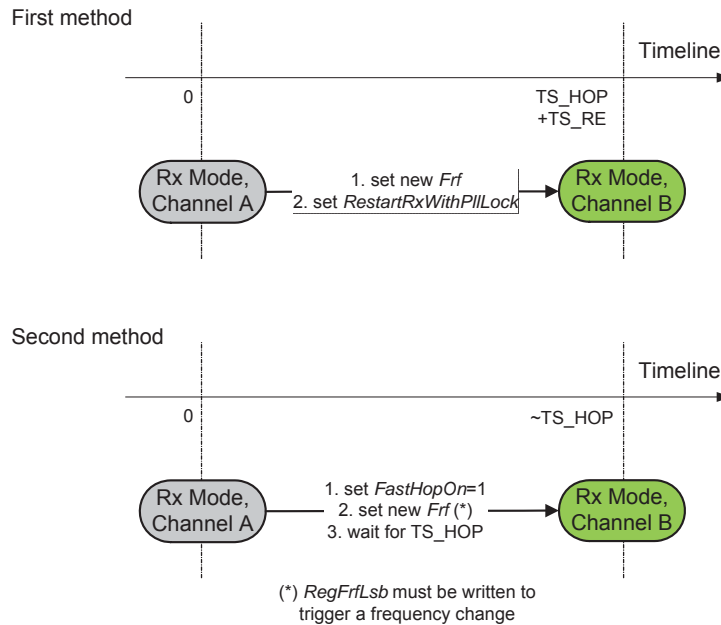 First method
Timeline
0
TS_HOP
+TS_RE
Rx Mode,
Channel A
1. set new Frf
2. set RestartRxWithPllLock
Rx Mode,
Channel B
Second method
Timeline
0
~TS_HOP
Rx Mode,
Channel A
1. set FastHopOn=1
2. set new Frf (*)
3. wait for TS_HOP
Rx Mode,
Channel B
(*) RegFrfLsb must be written to
trigger a frequency change